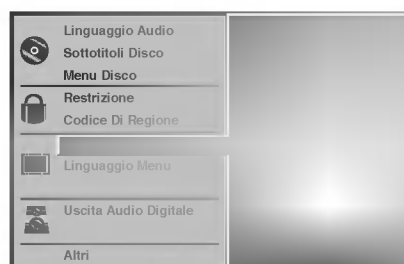 Linguaggio Audio
Sottotitoli Disco
Menu Disco
Restrizione
Codice Di Regione
Linguaggio Menu
Uscita Audio Digitale
Altri